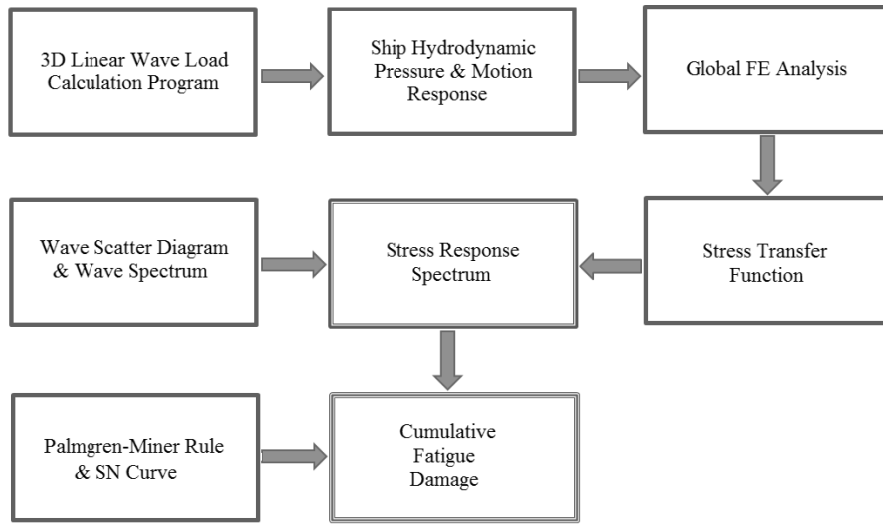 3D Linear Wave Load
Calculation Program
Ship Hydrodynamic
Pressure & Motion
Response
Global FE Analysis
Wave Scatter Diagram
& Wave Spectrum
Stress Response
Spectrum
Stress Transfer
Function
Palmgren-Miner Rule
& SN Curve
Cumulative
Fatigue
Damage